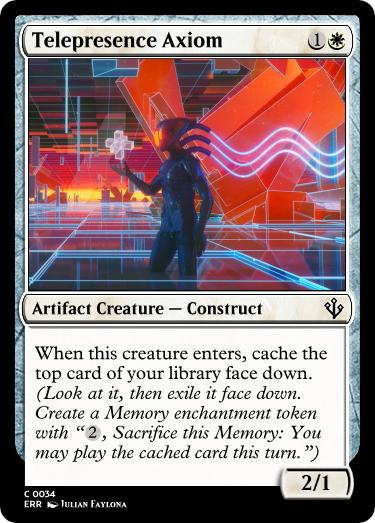 Telepresence Axiom 1
Artifact Creature — Construct
When this creature enters, cache the
top card of your library face down.
(Look at it, then exile it face down.
Create a Memory enchantment token
with “2, Sacrifice this Memory: You
may play the cached card this turn.”)
2/1
C 0034
ERR Julian Faylona